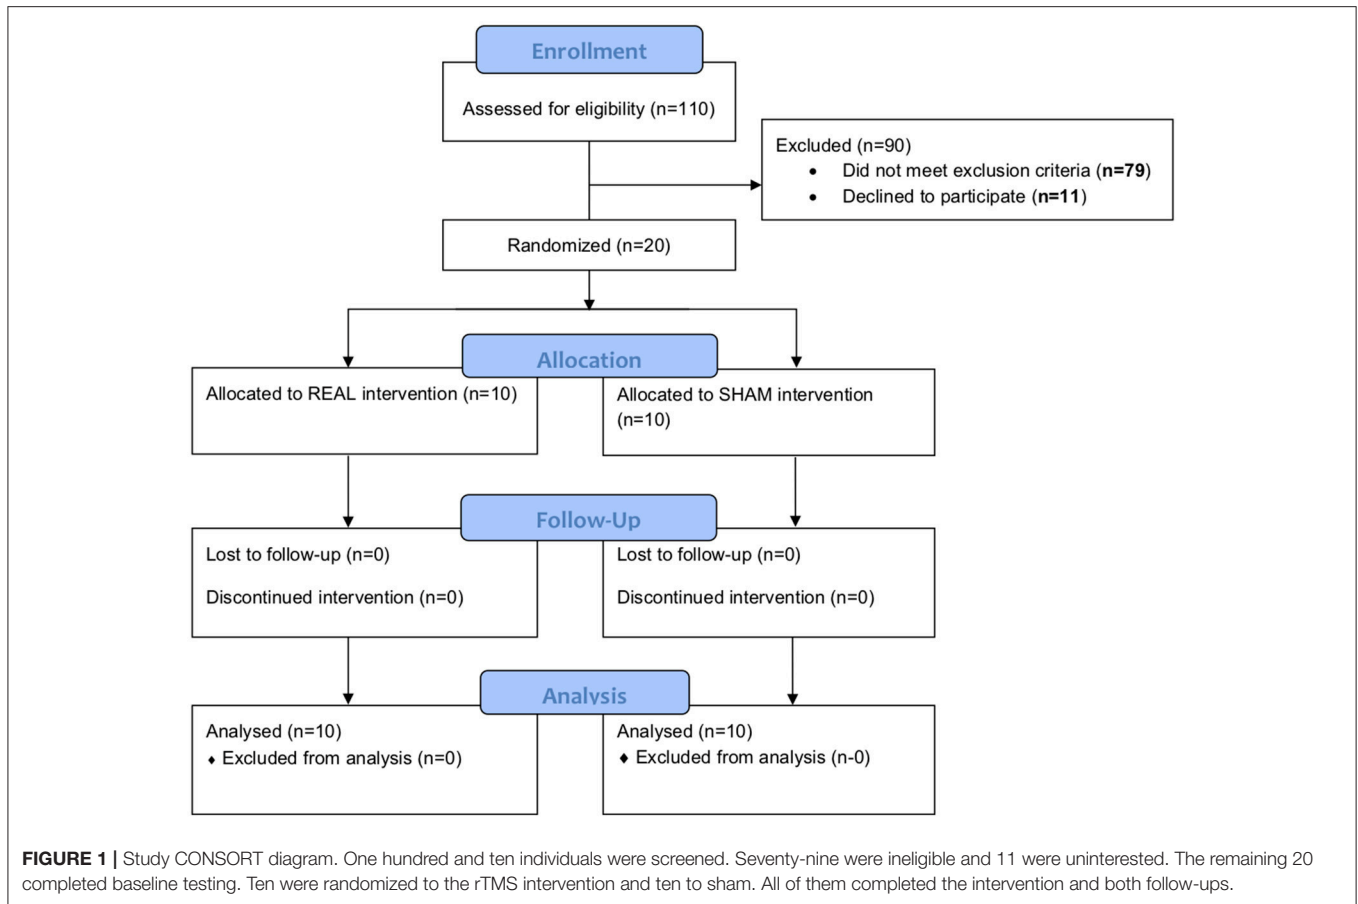 Enrollment
Assessed for eligibility (n=110)
Excluded (n=90)
• Did not meet exclusion criteria (n=79)
• Declined to participate (n=11)
Randomized (n=20)
Allocation
Allocated to REAL intervention (n=10)
Allocated to SHAM intervention
(n=10)
Follow-Up
Lost to follow-up (n=0)
Discontinued intervention (n=0)
Lost to follow-up (n=0)
Discontinued intervention (n=0)
Analysis
Analysed (n=10)
♦ Excluded from analysis (n=0)
Analysed (n=10)
♦ Excluded from analysis (n-0)
FIGURE 1 | Study CONSORT diagram. One hundred and ten individuals were screened. Seventy-nine were ineligible and 11 were uninterested. The remaining 20
completed baseline testing. Ten were randomized to the rTMS intervention and ten to sham. All of them completed the intervention and both follow-ups.